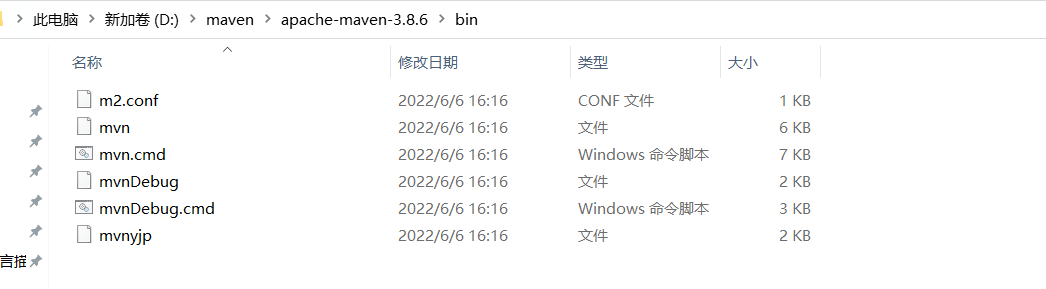 此电脑 > 新加卷 (D:) > maven > apache-maven-3.8.6 > bin
名称 修改日期 类型 大小
m2.conf 2022/6/6 16:16 CONF 文件 1 KB
mvn 2022/6/6 16:16 文件 6 KB
mvn.cmd 2022/6/6 16:16 Windows 命令脚本 7 KB
mvnDebug 2022/6/6 16:16 文件 2 KB
mvnDebug.cmd 2022/6/6 16:16 Windows 命令脚本 3 KB
mvnyjp 2022/6/6 16:16 文件 2 KB
言描